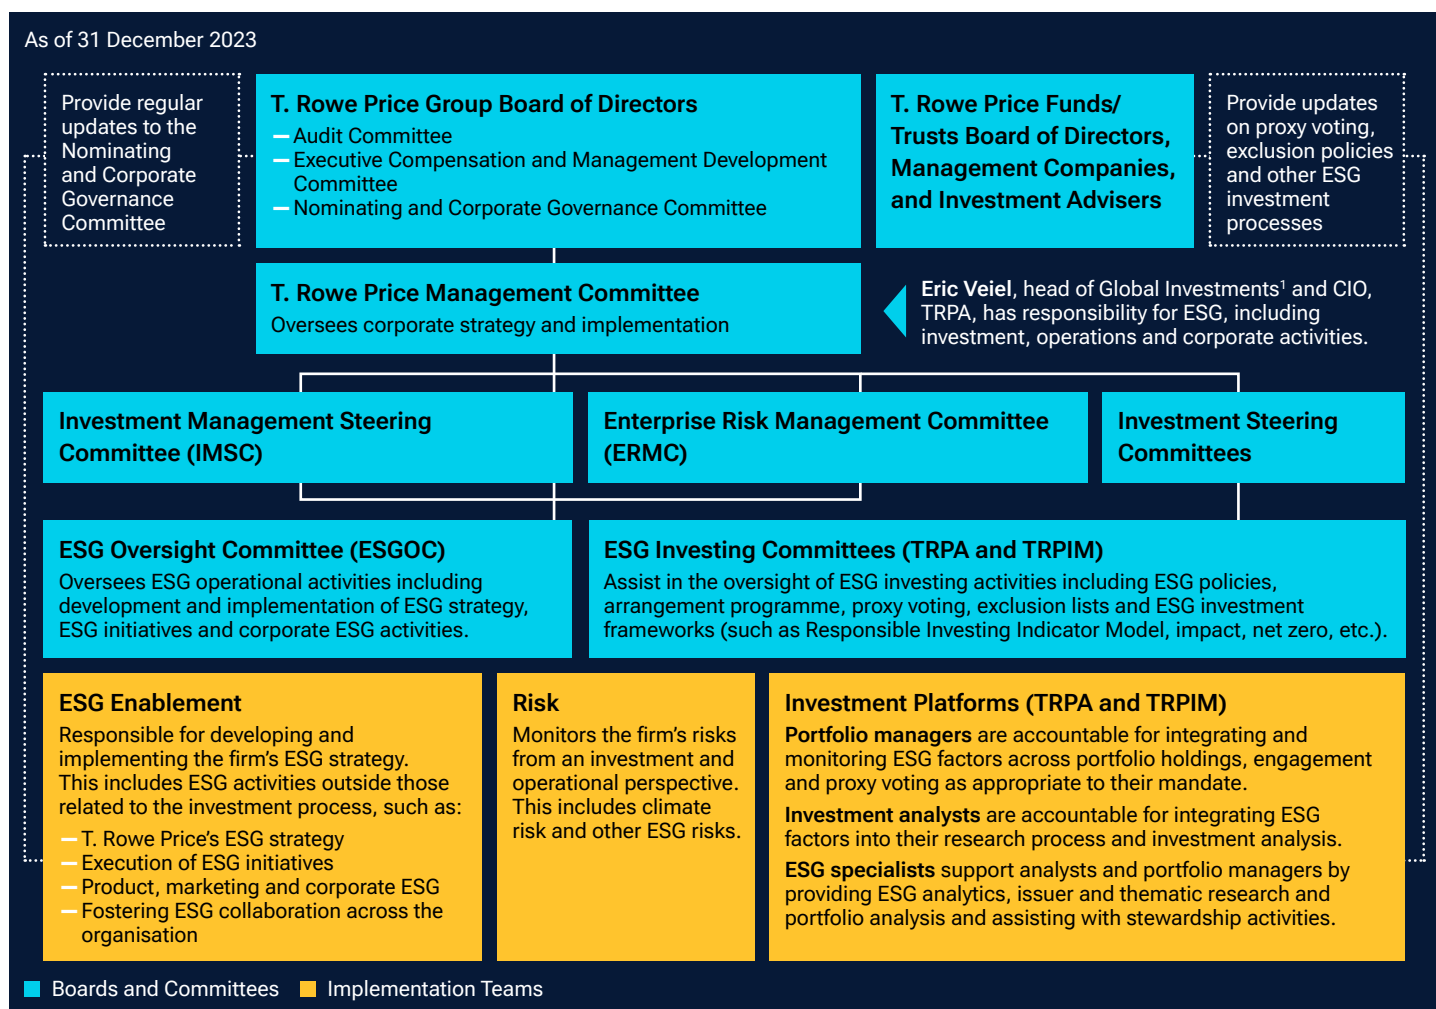 As of 31 December 2023
Provide regular
updates to the
Nominating
and Corporate
Governance
Committee
T. Rowe Price Group Board of Directors
— Audit Committee
— Executive Compensation and Management Development
Committee
— Nominating and Corporate Governance Committee
T. Rowe Price Funds/
Trusts Board of Directors,
Management Companies,
and Investment Advisers
Provide updates
on proxy voting,
exclusion policies
and other ESG
investment
processes
T. Rowe Price Management Committee
Oversees corporate strategy and implementation
Eric Veiel, head of Global Investments¹ and CIO,
TRPA, has responsibility for ESG, including
investment, operations and corporate activities.
Investment Management Steering
Committee (IMSC)
Enterprise Risk Management Committee
(ERMC)
Investment Steering
Committees
ESG Oversight Committee (ESGOC)
Oversees ESG operational activities including
development and implementation of ESG strategy,
ESG initiatives and corporate ESG activities.
ESG Investing Committees (TRPA and TRPIM)
Assist in the oversight of ESG investing activities including ESG policies,
arrangement programme, proxy voting, exclusion lists and ESG investment
frameworks (such as Responsible Investing Indicator Model, impact, net zero, etc.).
ESG Enablement
Responsible for developing and
implementing the firm's ESG strategy.
This includes ESG activities outside those
related to the investment process, such as:
— T. Rowe Price's ESG strategy
— Execution of ESG initiatives
— Product, marketing and corporate ESG
— Fostering ESG collaboration across the
organisation
Risk
Monitors the firm's risks
from an investment and
operational perspective.
This includes climate
risk and other ESG risks.
Investment Platforms (TRPA and TRPIM)
Portfolio managers are accountable for integrating and
monitoring ESG factors across portfolio holdings, engagement
and proxy voting as appropriate to their mandate.
Investment analysts are accountable for integrating ESG
factors into their research process and investment analysis.
ESG specialists support analysts and portfolio managers by
providing ESG analytics, issuer and thematic research and
portfolio analysis and assisting with stewardship activities.
Boards and Committees
Implementation Teams